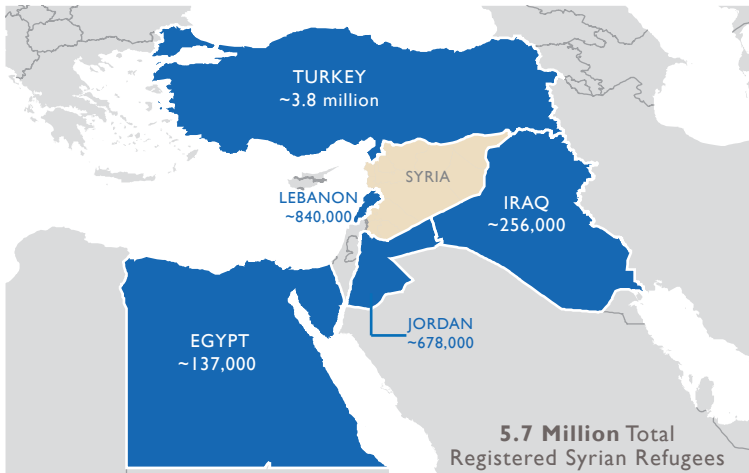 TURKEY
~3.8 million
SYRIA
LEBANON
~840,000
IRAQ
~256,000
EGYPT
~137,000
JORDAN
~678,000
5.7 Million Total
Registered Syrian Refugees